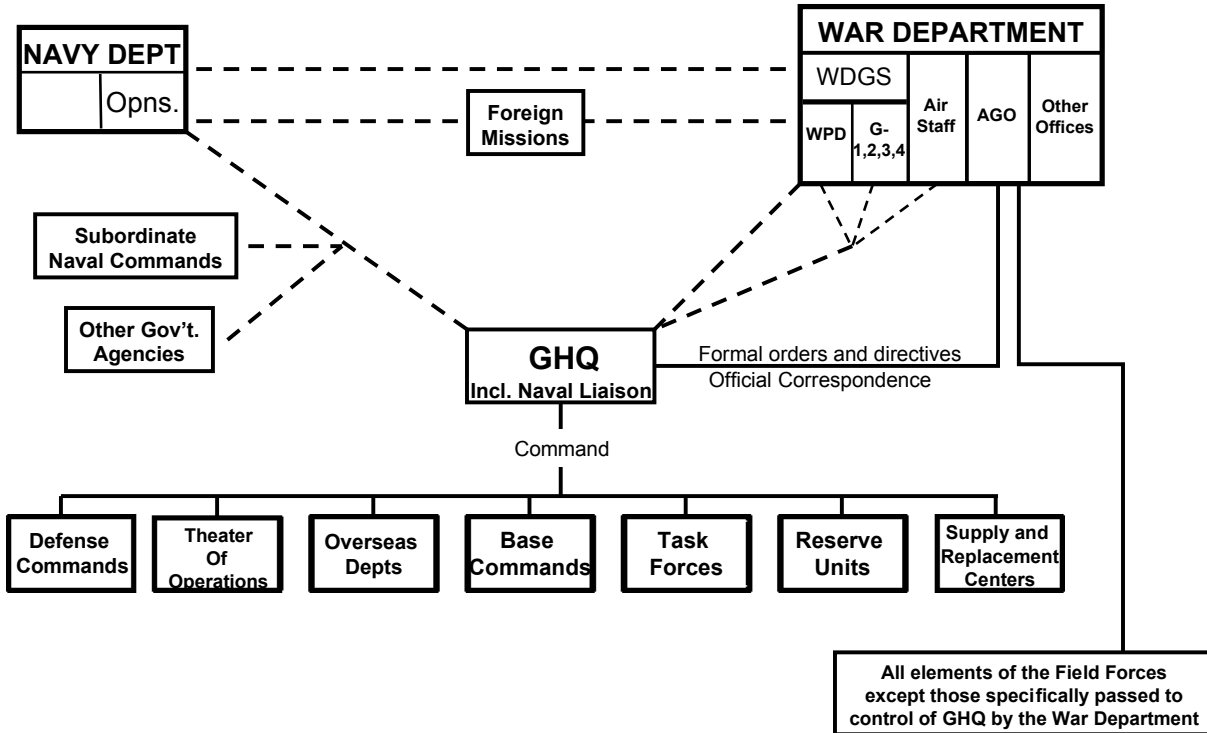 NAVY DEPT
Opns.
WAR DEPARTMENT
WDGS
WPD
G-
1,2,3,4
Air
Staff
AGO
Other
Offices
Foreign
Missions
Subordinate
Naval Commands
Other Gov’t.
Agencies
GHQ
Incl. Naval Liaison
Formal orders and directives
Official Correspondence
Command
Defense
Commands
Theater
Of
Operations
Overseas
Depts
Base
Commands
Task
Forces
Reserve
Units
Supply and
Replacement
Centers
All elements of the Field Forces
except those specifically passed to
control of GHQ by the War Department